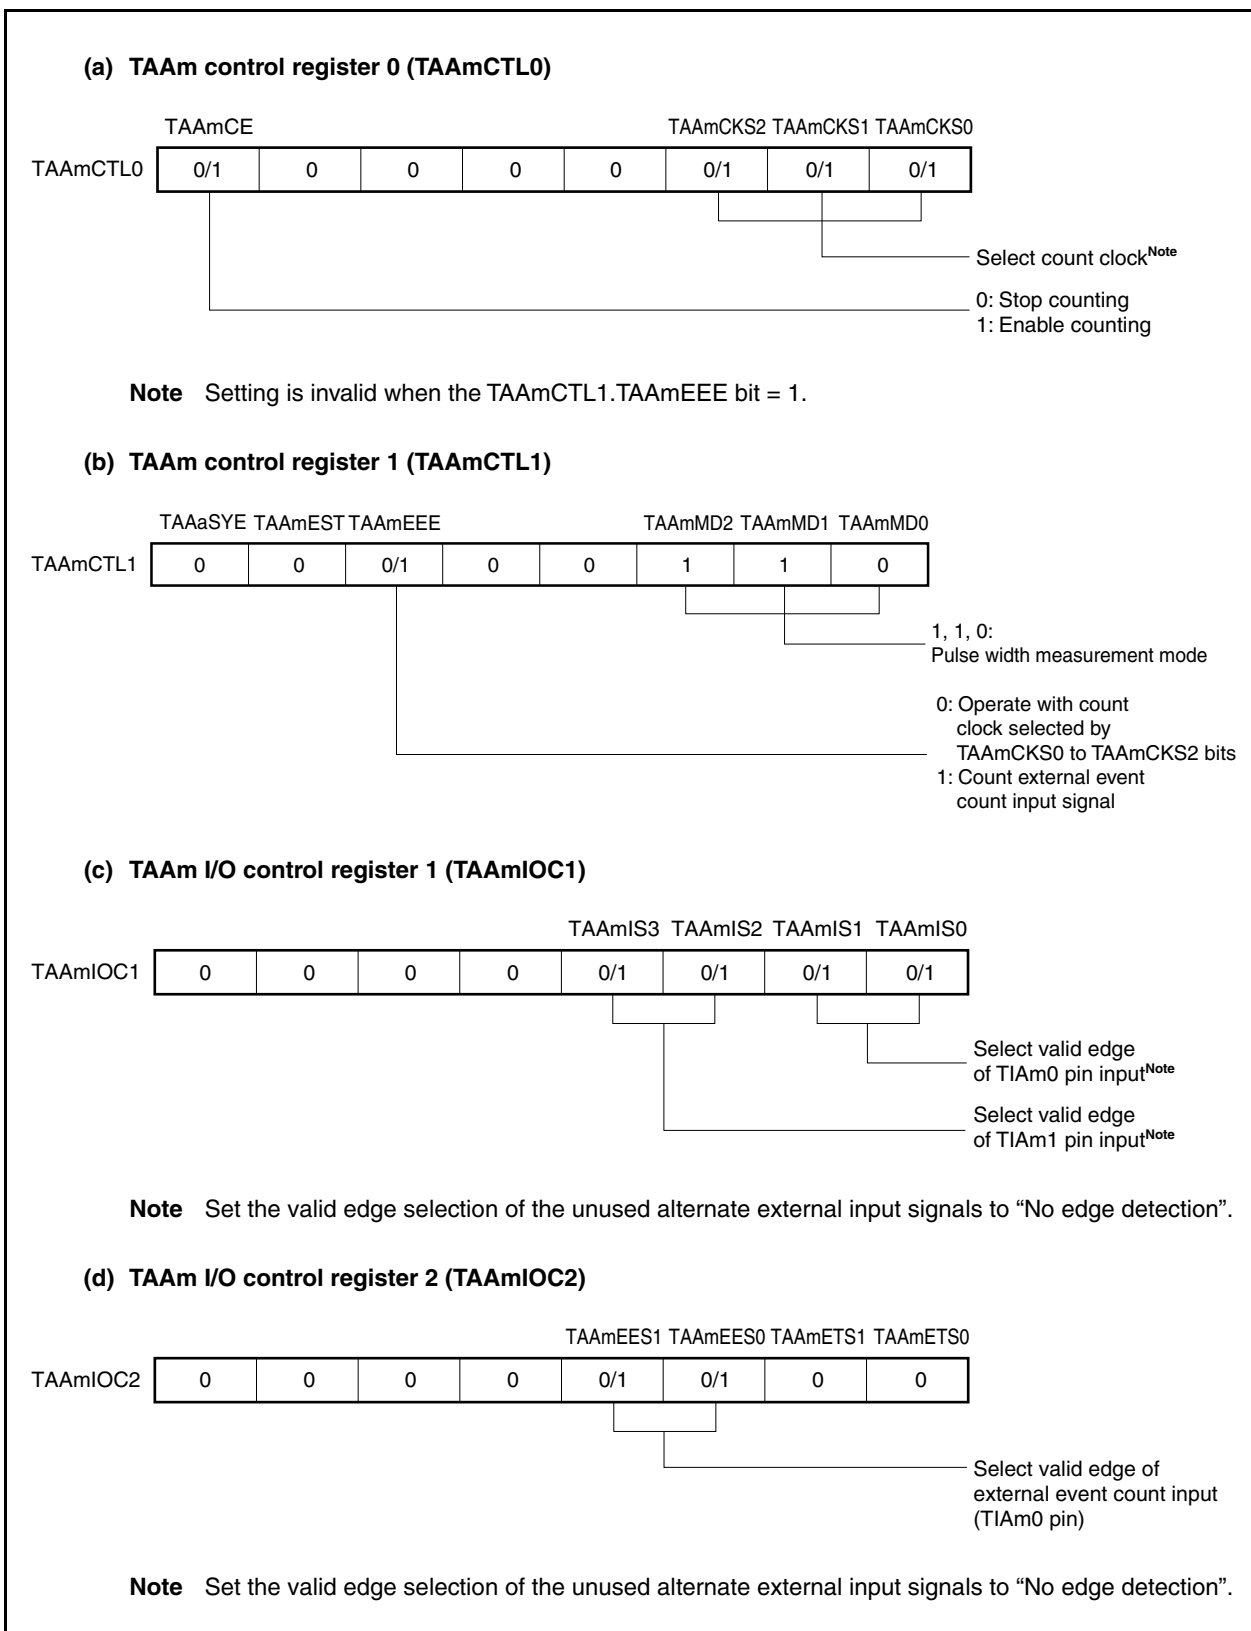 (a) TAAm control register 0 (TAAmCTL0)
TAAmCE TAAmCKS2 TAAmCKS1 TAAmCKS0
TAAmCTL0 0/1 0 0 0 0 0/1 0/1 0/1
Select count clockNote
0: Stop counting
1: Enable counting
Note Setting is invalid when the TAAmCTL1.TAAmEEE bit = 1.
(b) TAAm control register 1 (TAAmCTL1)
TAAaSYE TAAmEST TAAmEEE TAAmMD2 TAAmMD1 TAAmMD0
TAAmCTL1 0 0 0/1 0 0 1 1 0
1, 1, 0:
Pulse width measurement mode
0: Operate with count
clock selected by
TAAmCKS0 to TAAmCKS2 bits
1: Count external event
count input signal
(c) TAAm I/O control register 1 (TAAmIOC1)
TAAmIS3 TAAmIS2 TAAmIS1 TAAmIS0
TAAmIOC1 0 0 0 0 0/1 0/1 0/1 0/1
Select valid edge
of TIAm0 pin inputNote
Select valid edge
of TIAm1 pin inputNote
Note Set the valid edge selection of the unused alternate external input signals to “No edge detection”.
(d) TAAm I/O control register 2 (TAAmIOC2)
TAAmEES1 TAAmEES0 TAAmETS1 TAAmETS0
TAAmIOC2 0 0 0 0 0/1 0/1 0 0
Select valid edge of
external event count input
(TIAm0 pin)
Note Set the valid edge selection of the unused alternate external input signals to “No edge detection”.